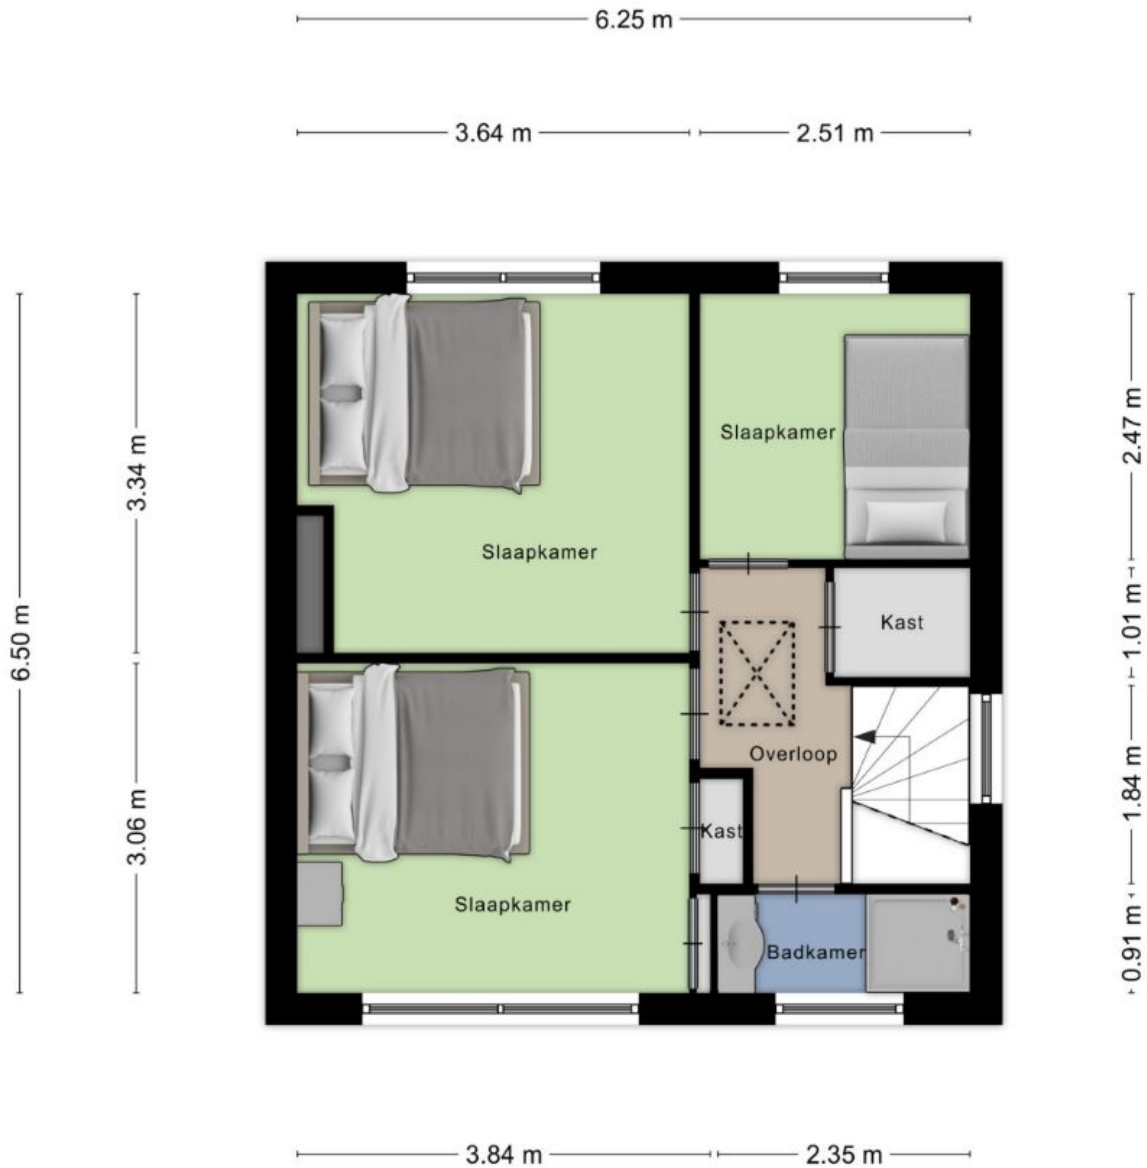 6.25 m
3.64 m
2.51 m
6.50 m
3.34 m
3.06 m
2.47 m
1.01 m
1.84 m
0.91 m
Slaapkamer
Slaapkamer
Kast
Overloop
Kast
Slaapkamer
Badkamer
3.84 m
2.35 m